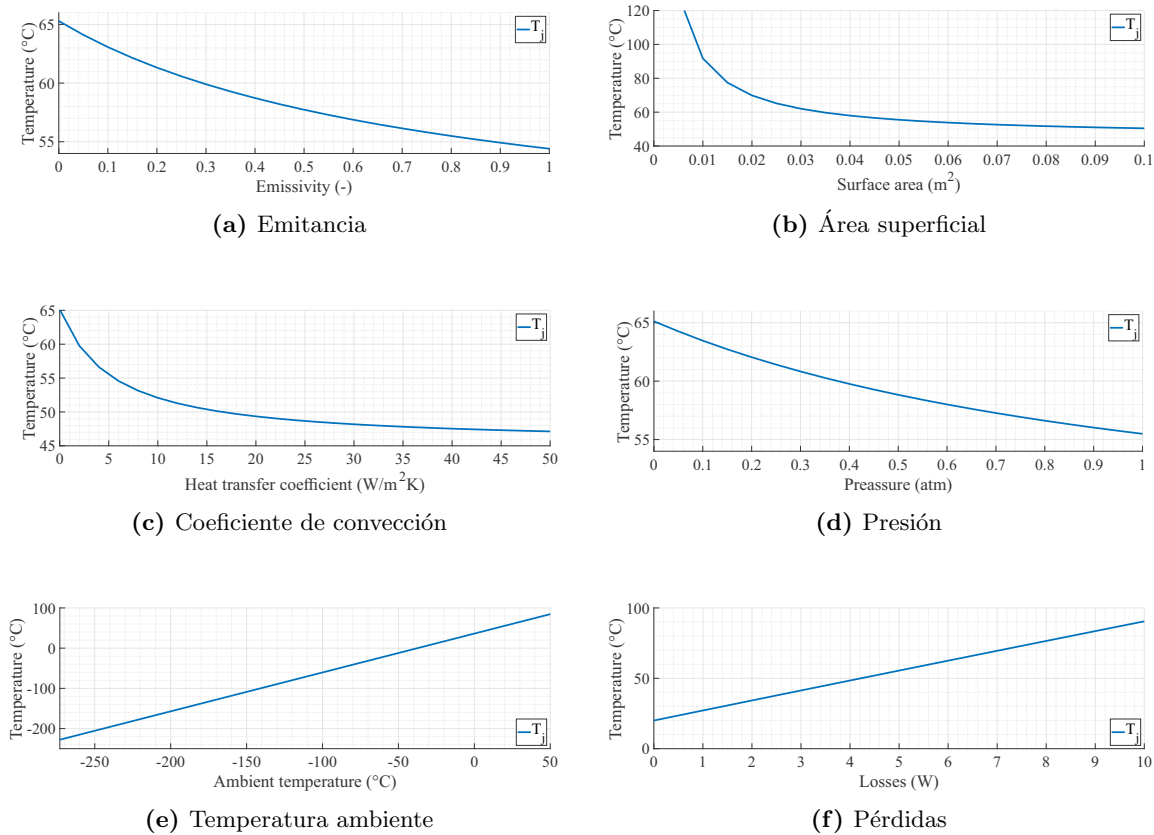 65
60
55
Temperature (°C)
T_j
0 0.1 0.2 0.3 0.4 0.5 0.6 0.7 0.8 0.9 1
Emissivity (-)
(a) Emitancia
120
100
80
60
40
Temperature (°C)
T_j
0 0.01 0.02 0.03 0.04 0.05 0.06 0.07 0.08 0.09 0.1
Surface area (m²)
(b) Área superficial
65
60
55
50
45
Temperature (°C)
T_j
0 5 10 15 20 25 30 35 40 45 50
Heat transfer coefficient (W/m²K)
(c) Coeficiente de convección
65
60
55
Temperature (°C)
T_j
0 0.1 0.2 0.3 0.4 0.5 0.6 0.7 0.8 0.9 1
Preassure (atm)
(d) Presión
100
0
-100
-200
Temperature (°C)
T_j
-250 -200 -150 -100 -50 0 50
Ambient temperature (°C)
(e) Temperatura ambiente
100
50
0
Temperature (°C)
T_j
0 1 2 3 4 5 6 7 8 9 10
Losses (W)
(f) Pérdidas